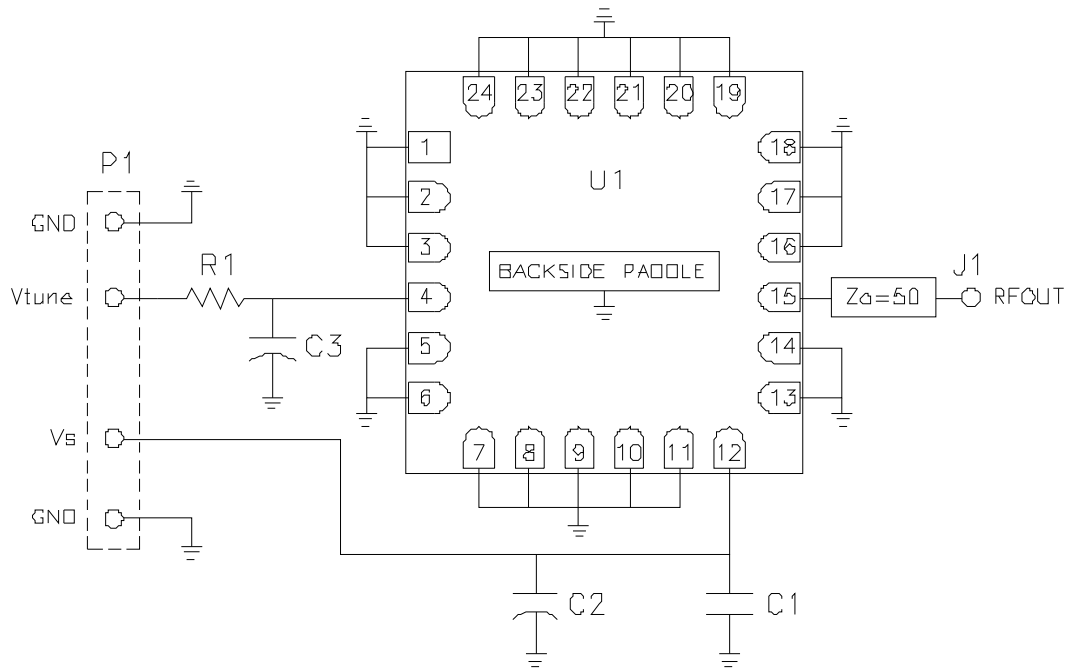 24 23 22 21 20 19
1
18
P1
U1
2
17
GND
3
16
R1
BACKSIDE PADDLE
J1
Vtune
4
15
Zo=50
RFOUT
C3
5
14
6
13
Vs
7 8 9 10 11 12
GND
C2
C1